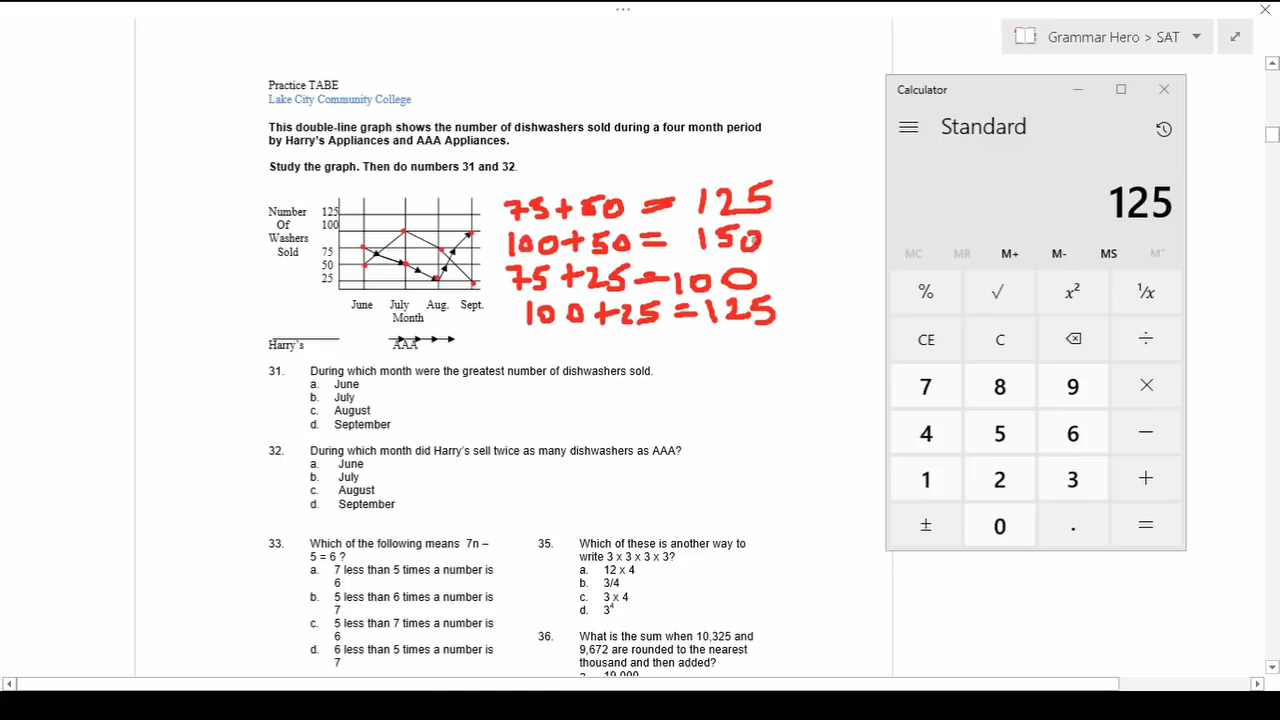 Grammar Hero > SAT
Practice TABE
Lake City Community College
This double-line graph shows the number of dishwashers sold during a four month period
by Harry's Appliances and AAA Appliances.
Study the graph. Then do numbers 31 and 32.
Number
Of
Washers
Sold
125
100
75
50
25
June July Aug. Sept.
Month
Harry's AAA
75+50 = 125
100+50 = 150
75+25 = 100
100+25 = 125
31. During which month were the greatest number of dishwashers sold.
a. June
b. July
c. August
d. September
32. During which month did Harry's sell twice as many dishwashers as AAA?
a. June
b. July
c. August
d. September
33. Which of the following means 7n –
5 = 6 ?
a. 7 less than 5 times a number is
6
b. 5 less than 6 times a number is
7
c. 5 less than 7 times a number is
6
d. 6 less than 5 times a number is
7
35. Which of these is another way to
write 3 x 3 x 3 x 3?
a. 12 x 4
b. 3/4
c. 3 x 4
d. 3⁴
36. What is the sum when 10,325 and
9,672 are rounded to the nearest
thousand and then added?
Calculator
Standard
125
MC MR M+ M- MS M˅
% √ x² ¹/x
CE C ⌫ ÷
7 8 9 ×
4 5 6 −
1 2 3 +
± 0 . =